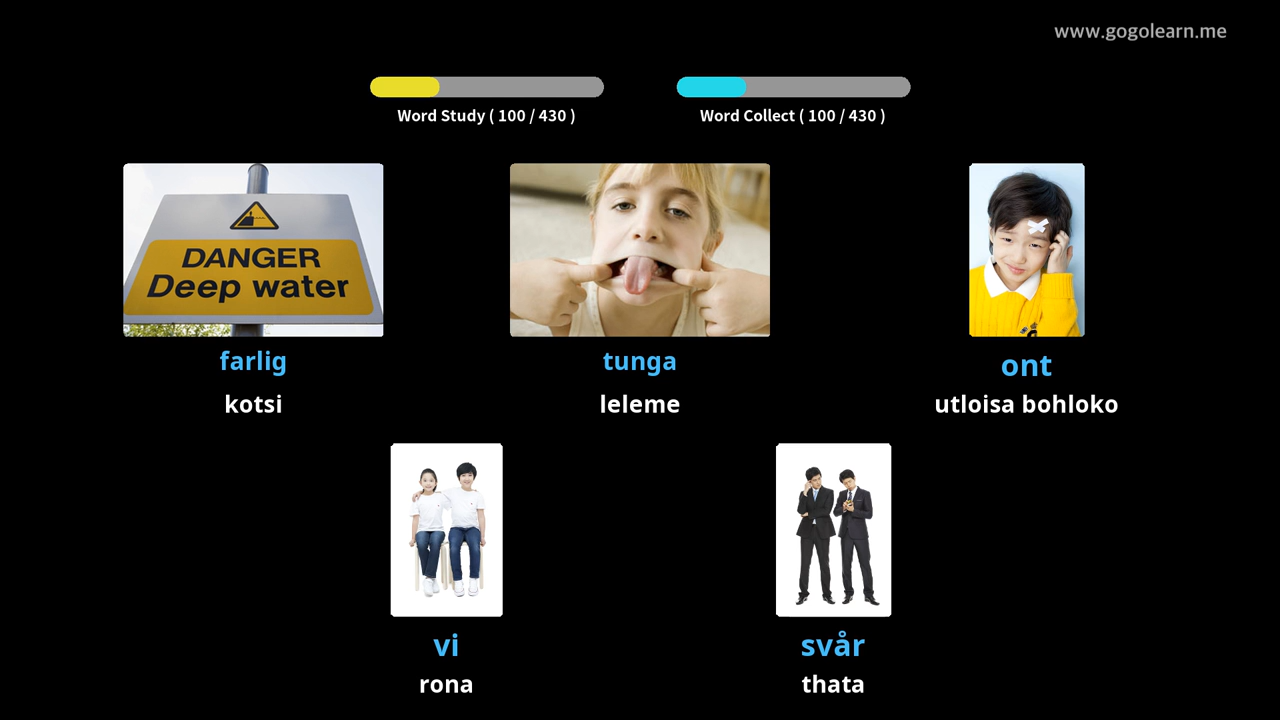 www.gogolearn.me
Word Study ( 100 / 430 )
Word Collect ( 100 / 430 )
DANGER
Deep water
farlig
tunga
ont
kotsi
leleme
utloisa bohloko
vi
svår
rona
thata